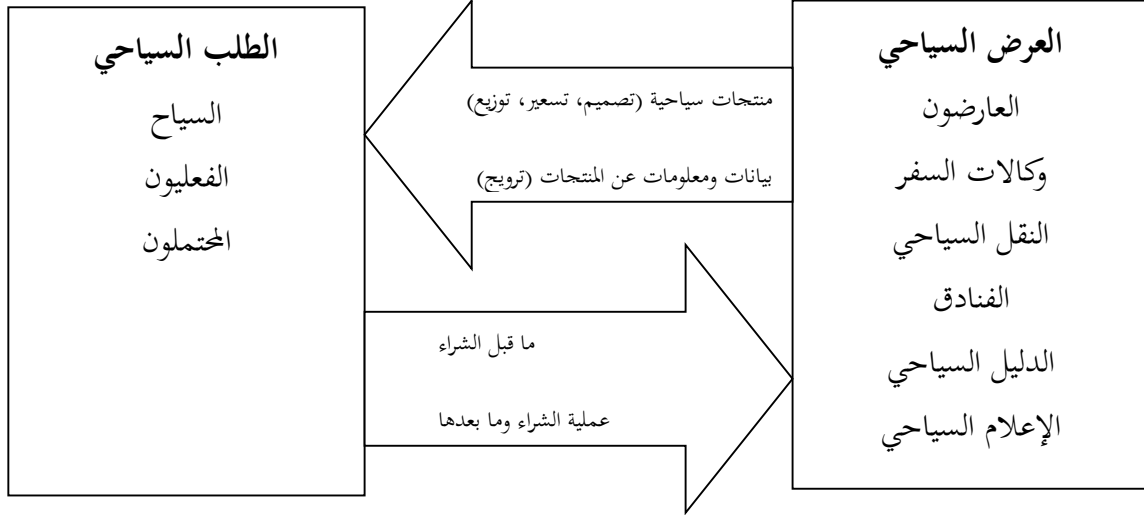 العرض السياحي
العارضون
وكالات السفر
النقل السياحي
الفنادق
الدليل السياحي
الإعلام السياحي
منتجات سياحية (تصميم، تسعير، توزيع)
بيانات ومعلومات عن المنتجات (ترويج)
ما قبل الشراء
عملية الشراء وما بعدها
الطلب السياحي
السياح
الفعليون
المحتملون